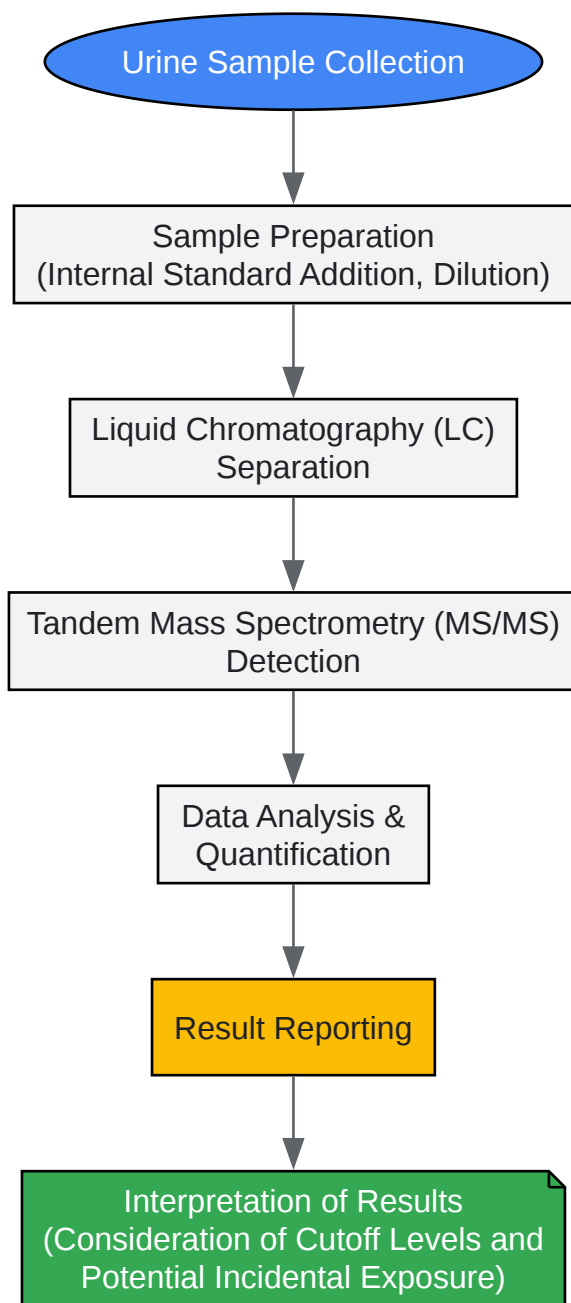 Urine Sample Collection
Sample Preparation
(Internal Standard Addition, Dilution)
Liquid Chromatography (LC)
Separation
Tandem Mass Spectrometry (MS/MS)
Detection
Data Analysis &
Quantification
Result Reporting
Interpretation of Results
(Consideration of Cutoff Levels and
Potential Incidental Exposure)